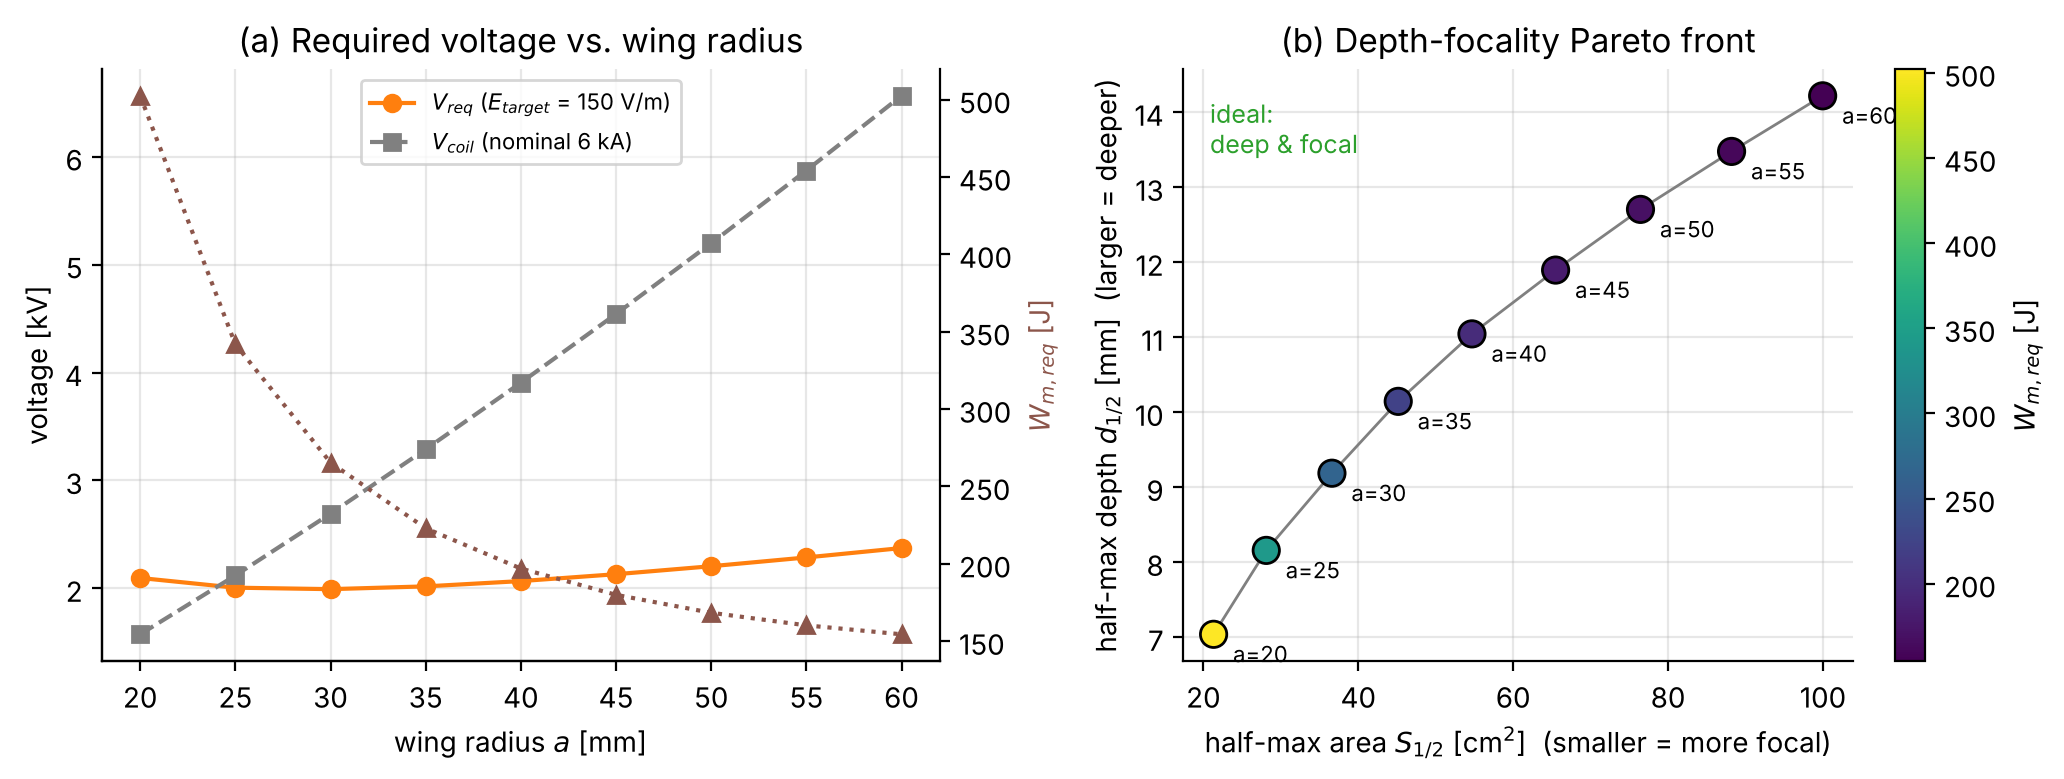 (a) Required voltage vs. wing radius
V_req (E_target = 150 V/m)
V_coil (nominal 6 kA)
voltage [kV]
6
5
4
3
2
500
450
400
350
300
250
200
150
W_m,req [J]
20 25 30 35 40 45 50 55 60
wing radius a [mm]
(b) Depth-focality Pareto front
ideal:
deep & focal
half-max depth d_1/2 [mm] (larger = deeper)
14
13
12
11
10
9
8
7
a=60
a=55
a=50
a=45
a=40
a=35
a=30
a=25
a=20
20 40 60 80 100
half-max area S_1/2 [cm²] (smaller = more focal)
500
450
400
350
300
250
200
W_m,req [J]